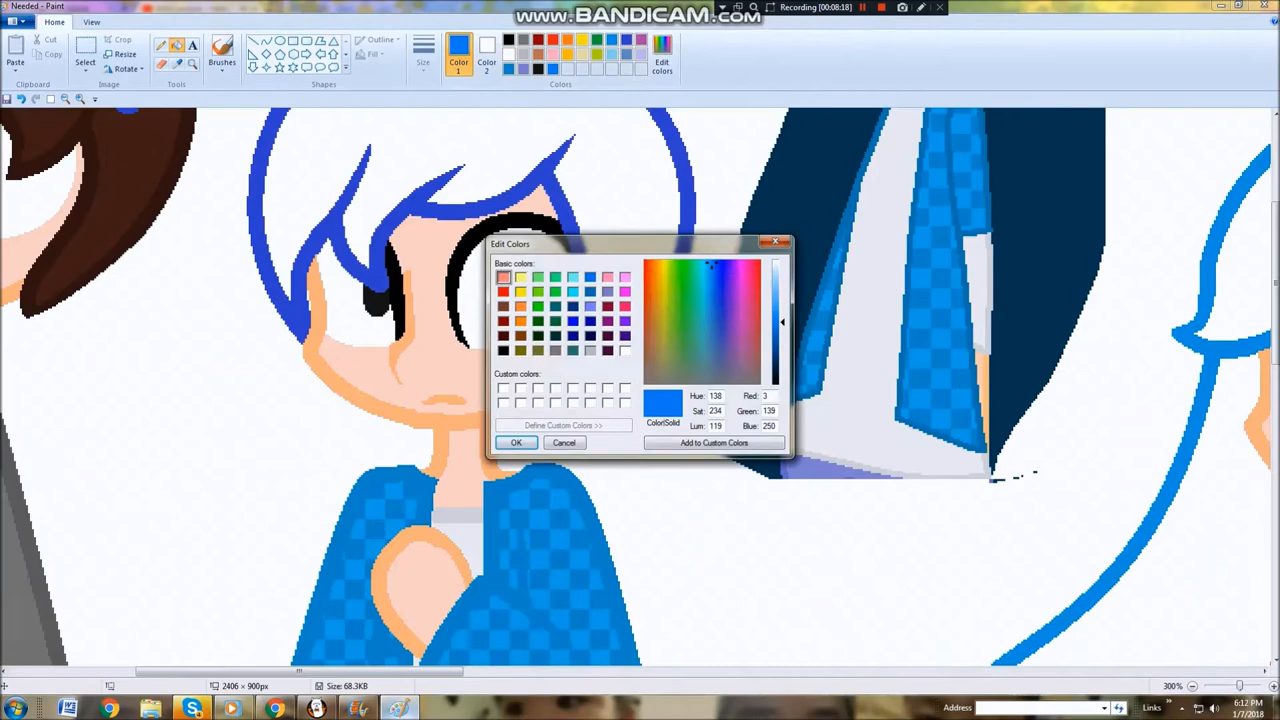 Needed - Paint
www.BANDICAM.com
Recording [00:08:18]
Home
View
Paste
Cut
Copy
Clipboard
Select
Crop
Resize
Rotate
Image
A
Tools
Brushes
Outline
Fill
Shapes
Size
Color 1
Color 2
Edit colors
Colors
Edit Colors
Basic colors:
Custom colors:
Define Custom Colors >>
OK
Cancel
Color|Solid
Hue: 138
Sat: 234
Lum: 119
Red: 3
Green: 139
Blue: 250
Add to Custom Colors
2406 × 900px
Size: 68.3KB
300%
Address
Links
6:12 PM
1/7/2018